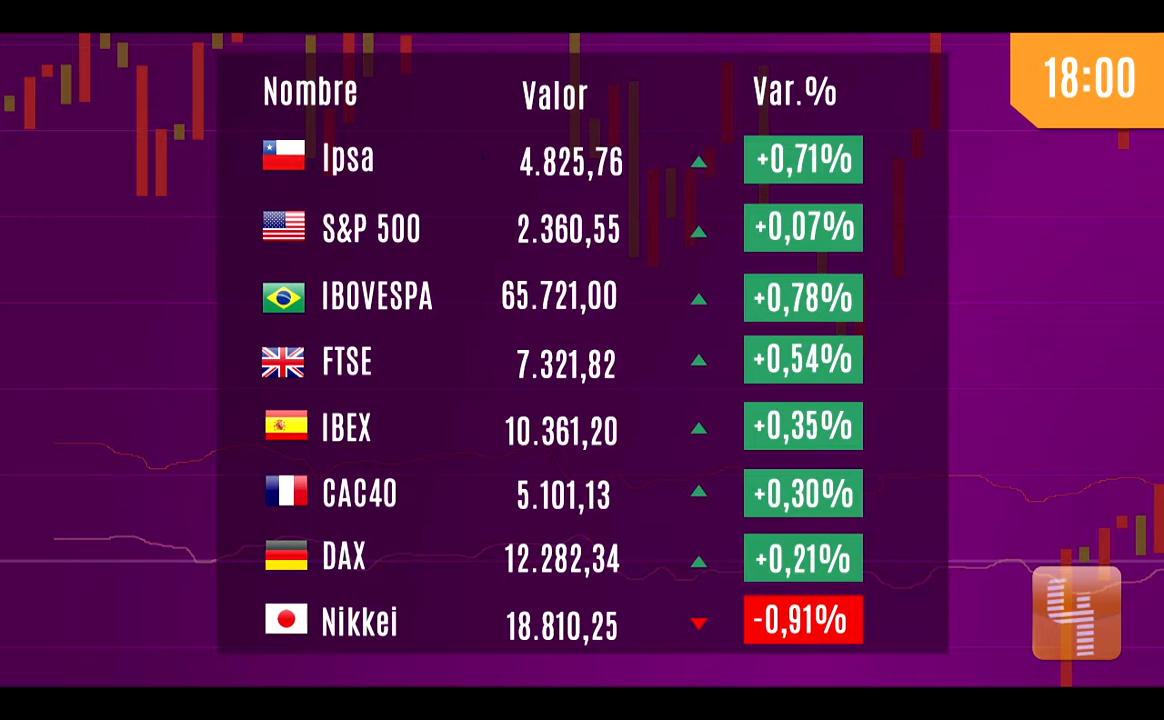 18:00
Nombre Valor Var.%
Ipsa 4.825,76 +0,71%
S&P 500 2.360,55 +0,07%
IBOVESPA 65.721,00 +0,78%
FTSE 7.321,82 +0,54%
IBEX 10.361,20 +0,35%
CAC40 5.101,13 +0,30%
DAX 12.282,34 +0,21%
Nikkei 18.810,25 -0,91%
4